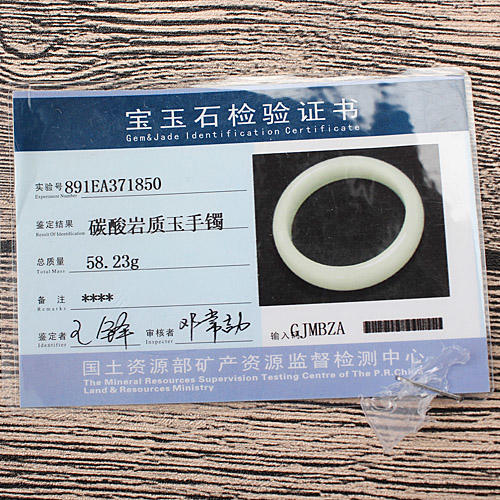 宝玉石检验证书
Gem&Jade Identification Certificate
实验号 891EA371850
Experiment Number
鉴定结果 碳酸岩质玉手镯
Result Of Identification
总质量 58.23g
Total Mass
备 注 ****
Remarks
鉴定者 审核者
Identifier Inspector
输入码 GJMBZA
国土资源部矿产资源监督检测中心
The Mineral Resources Supervision Testing Centre of The P.R.China
Land & Resources Ministry